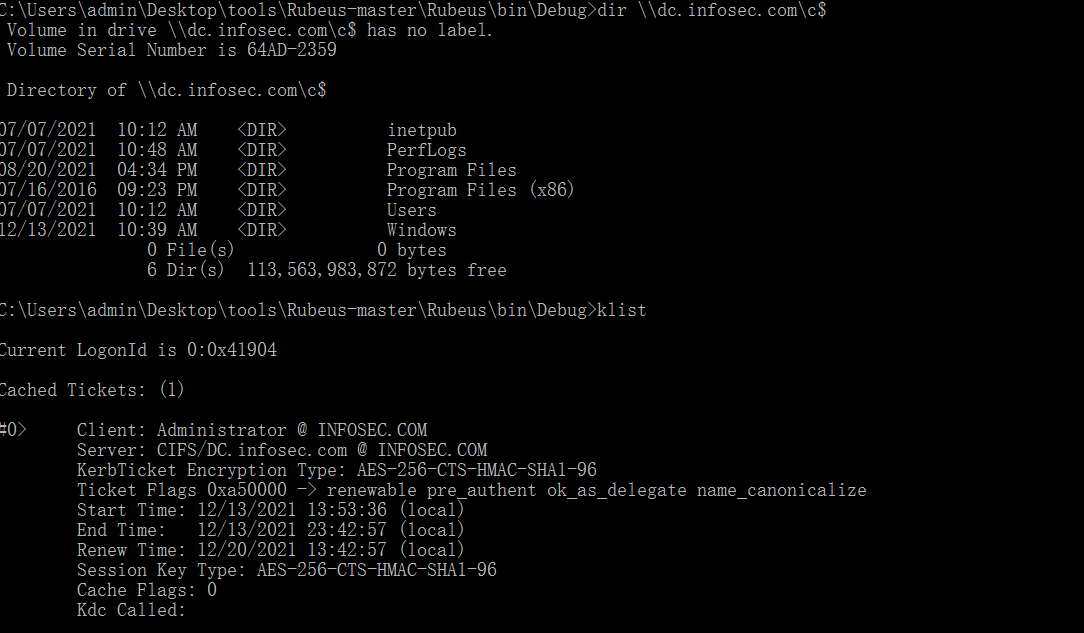 C:\Users\admin\Desktop\tools\Rubeus-master\Rubeus\bin\Debug>dir \\dc.infosec.com\c$
Volume in drive \\dc.infosec.com\c$ has no label.
Volume Serial Number is 64AD-2359
Directory of \\dc.infosec.com\c$
07/07/2021  10:12 AM    <DIR>          inetpub
07/07/2021  10:48 AM    <DIR>          PerfLogs
08/20/2021  04:34 PM    <DIR>          Program Files
07/16/2016  09:23 PM    <DIR>          Program Files (x86)
07/07/2021  10:12 AM    <DIR>          Users
12/13/2021  10:39 AM    <DIR>          Windows
0 File(s)              0 bytes
6 Dir(s)  113,563,983,872 bytes free
C:\Users\admin\Desktop\tools\Rubeus-master\Rubeus\bin\Debug>klist
Current LogonId is 0:0x41904
Cached Tickets: (1)
#0>     Client: Administrator @ INFOSEC.COM
Server: CIFS/DC.infosec.com @ INFOSEC.COM
KerbTicket Encryption Type: AES-256-CTS-HMAC-SHA1-96
Ticket Flags 0xa50000 -> renewable pre_authent ok_as_delegate name_canonicalize
Start Time: 12/13/2021 13:53:36 (local)
End Time:   12/13/2021 23:42:57 (local)
Renew Time: 12/20/2021 13:42:57 (local)
Session Key Type: AES-256-CTS-HMAC-SHA1-96
Cache Flags: 0
Kdc Called: